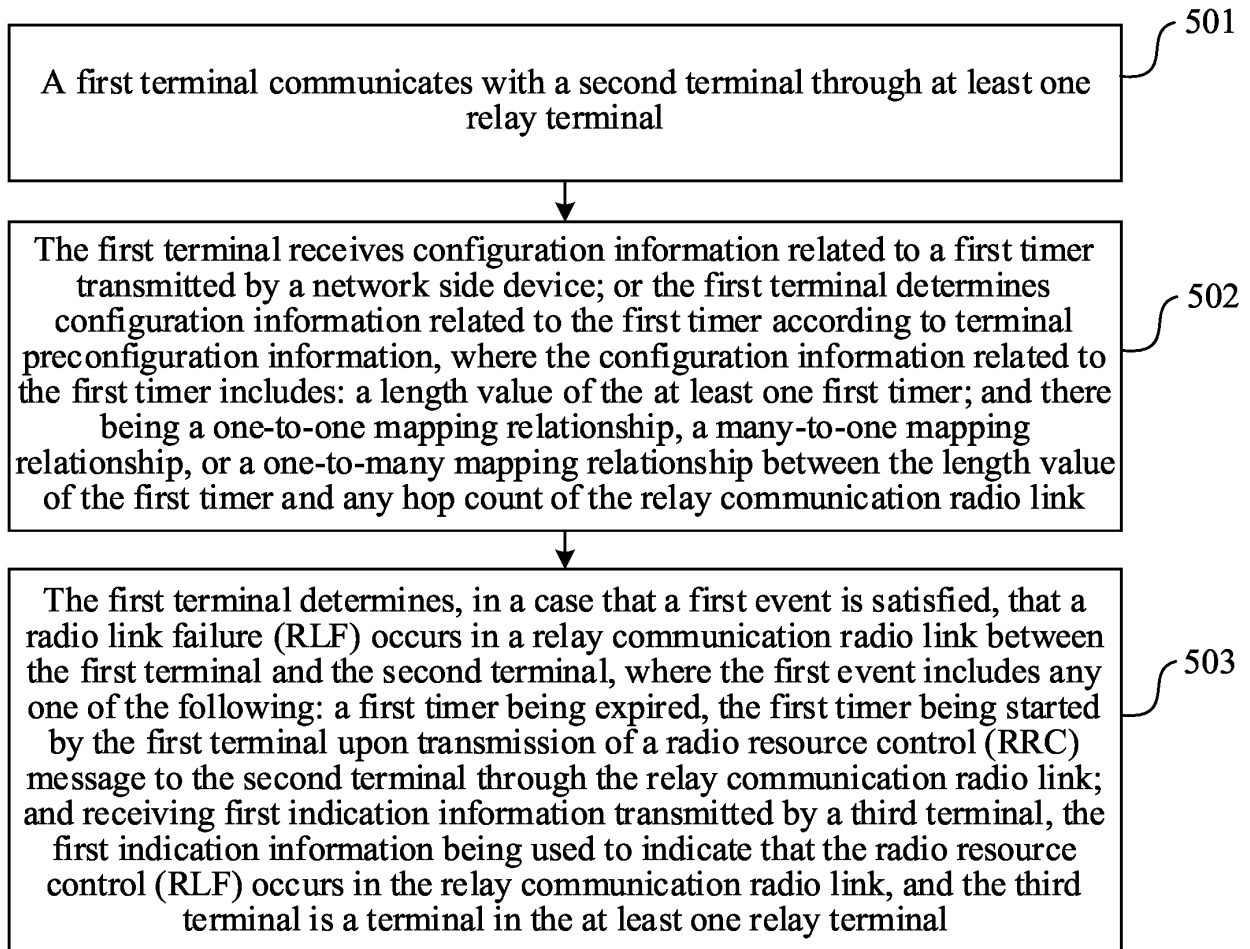 501
A first terminal communicates with a second terminal through at least one
relay terminal
The first terminal receives configuration information related to a first timer
transmitted by a network side device; or the first terminal determines
configuration information related to the first timer according to terminal
preconfiguration information, where the configuration information related to
the first timer includes: a length value of the at least one first timer; and there
being a one-to-one mapping relationship, a many-to-one mapping
relationship, or a one-to-many mapping relationship between the length value
of the first timer and any hop count of the relay communication radio link
502
The first terminal determines, in a case that a first event is satisfied, that a
radio link failure (RLF) occurs in a relay communication radio link between
the first terminal and the second terminal, where the first event includes any
one of the following: a first timer being expired, the first timer being started
by the first terminal upon transmission of a radio resource control (RRC)
message to the second terminal through the relay communication radio link;
and receiving first indication information transmitted by a third terminal, the
first indication information being used to indicate that the radio resource
control (RLF) occurs in the relay communication radio link, and the third
terminal is a terminal in the at least one relay terminal
503